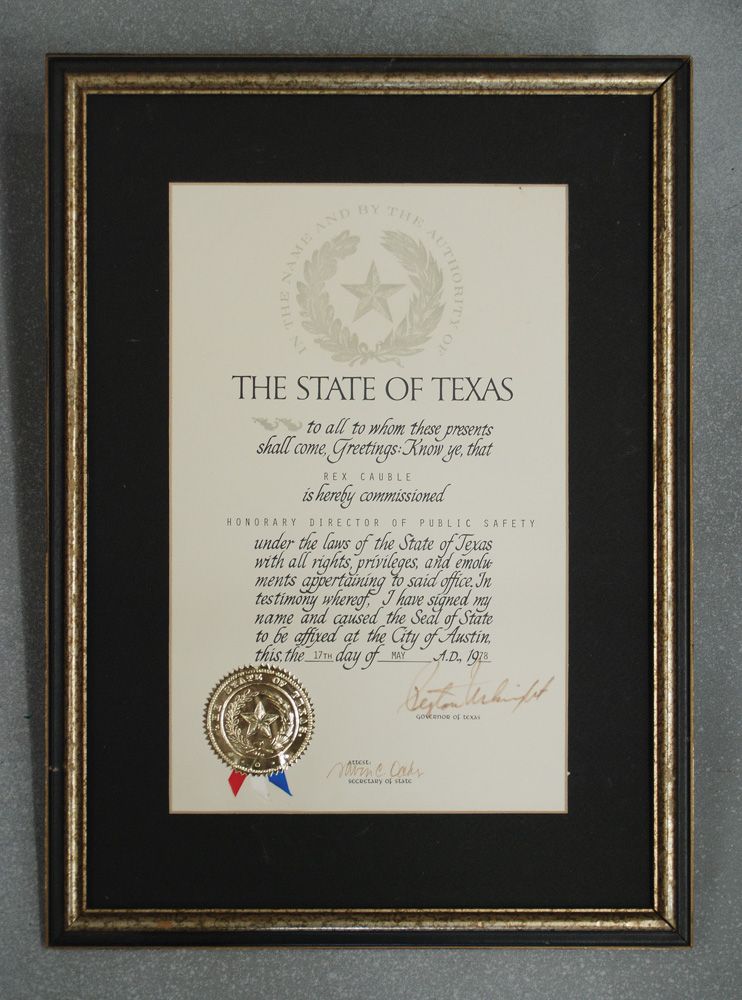 IN THE NAME AND BY THE AUTHORITY OF
THE STATE OF TEXAS
to all to whom these presents
shall come, Greetings: Know ye, that
REX CAUBLE
is hereby commissioned
HONORARY DIRECTOR OF PUBLIC SAFETY
under the laws of the State of Texas
with all rights, privileges, and emolu-
ments appertaining to said office. In
testimony whereof, I have signed my
name and caused the Seal of State
to be affixed at the City of Austin,
this the 17TH day of MAY A.D., 1978
GOVERNOR OF TEXAS
STATE OF TEXAS
ATTEST:
SECRETARY OF STATE